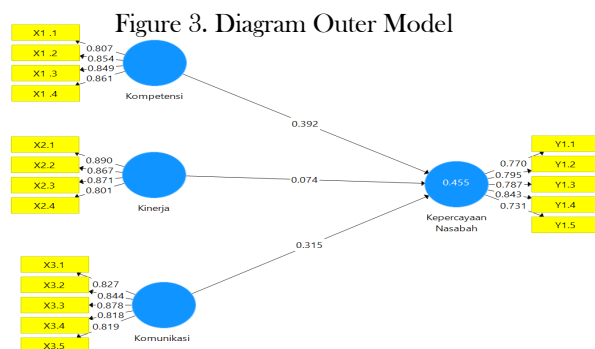 Figure 3. Diagram Outer Model
X1 .1
X1 .2
X1 .3
X1 .4
0.807
0.854
0.849
0.861
Kompetensi
0.392
X2.1
X2.2
X2.3
X2.4
0.890
0.867
0.871
0.801
Kinerja
0.074
X3.1
X3.2
X3.3
X3.4
X3.5
0.827
0.844
0.878
0.818
0.819
Komunikasi
0.315
0.455
Kepercayaan
Nasabah
0.770
0.795
0.787
0.843
0.731
Y1.1
Y1.2
Y1.3
Y1.4
Y1.5